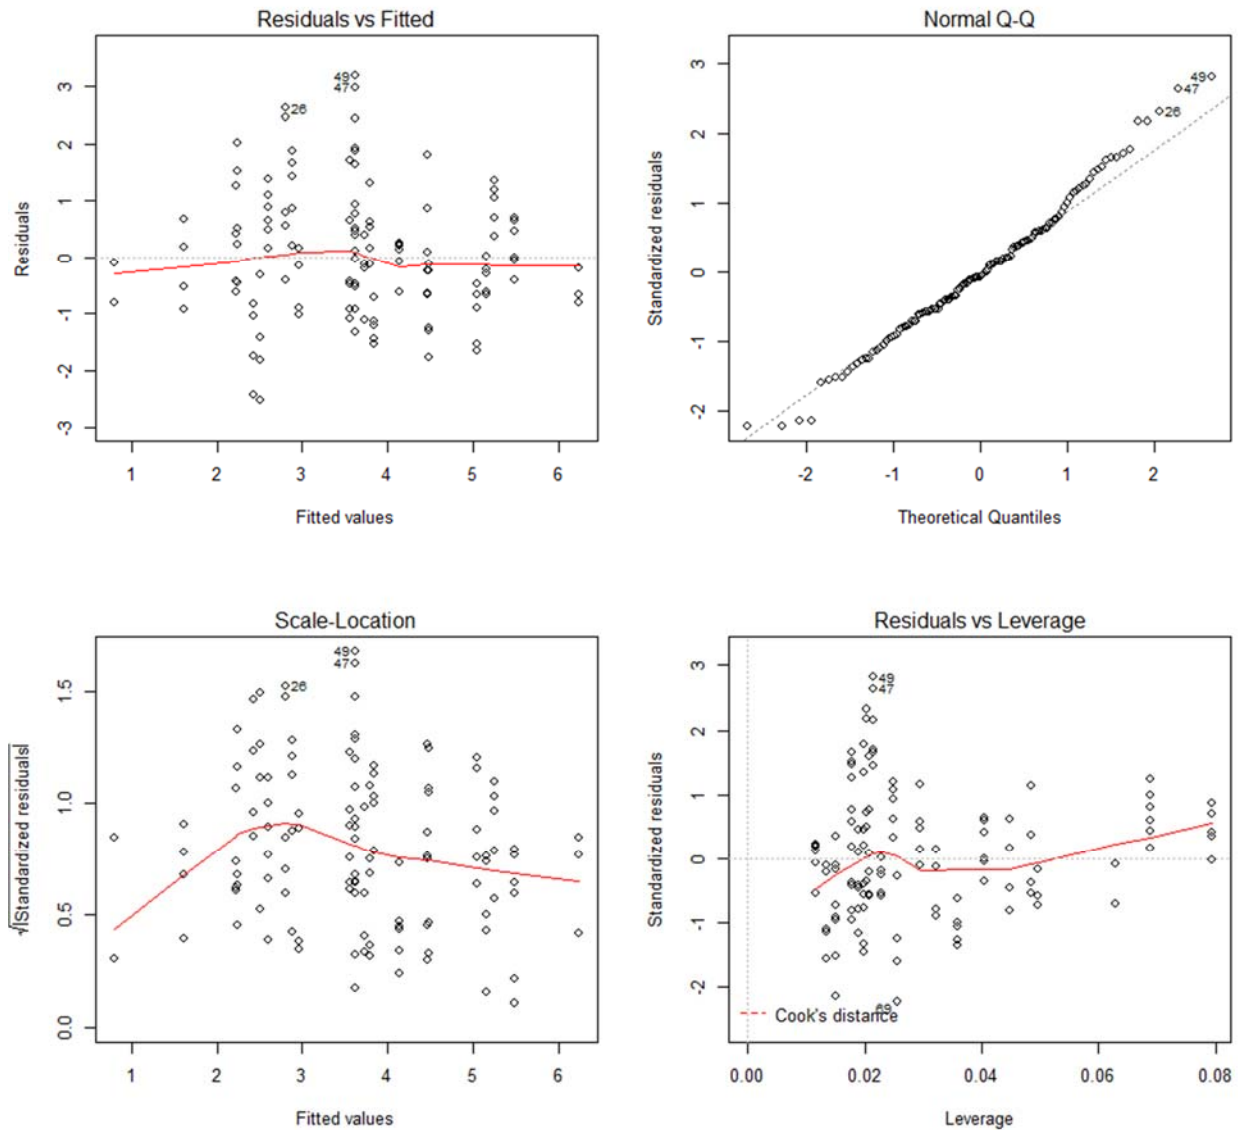 Residuals vs Fitted
Residuals
3
2
1
0
-1
-2
-3
49
47
26
1 2 3 4 5 6
Fitted values
Normal Q-Q
Standardized residuals
3
2
1
0
-1
-2
49
47
26
-2 -1 0 1 2
Theoretical Quantiles
Scale-Location
√|Standardized residuals|
1.5
1.0
0.5
0.0
49
47
26
1 2 3 4 5 6
Fitted values
Residuals vs Leverage
Standardized residuals
3
2
1
0
-1
-2
49
47
69
Cook's distance
0.00 0.02 0.04 0.06 0.08
Leverage